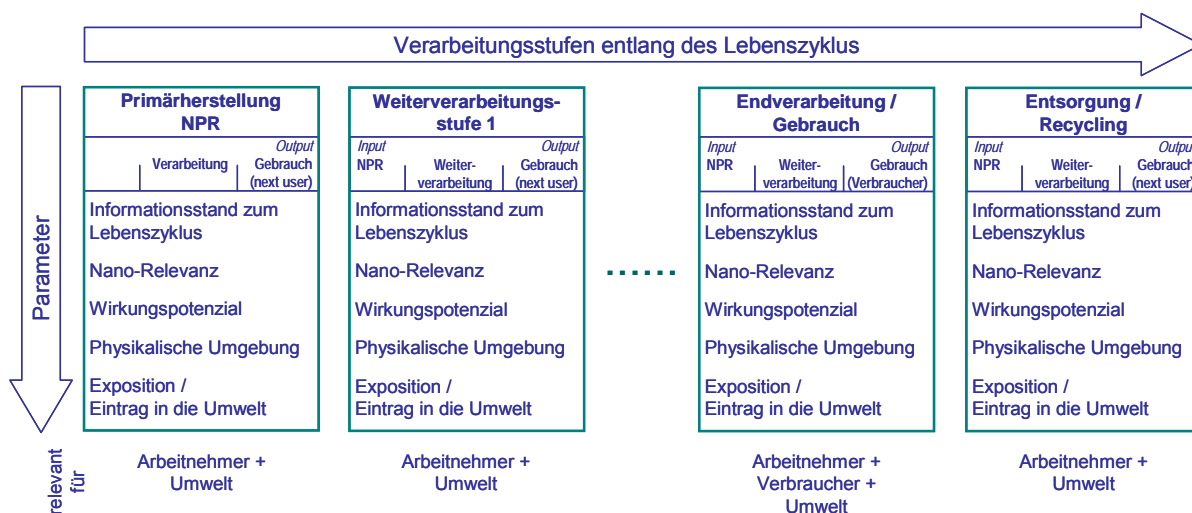 Verarbeitungsstufen entlang des Lebenszyklus
Parameter
relevant
für
Primärherstellung
NPR
Output
Verarbeitung
Gebrauch
(next user)
Informationsstand zum
Lebenszyklus
Nano-Relevanz
Wirkungspotenzial
Physikalische Umgebung
Exposition /
Eintrag in die Umwelt
Arbeitnehmer +
Umwelt
Weiterverarbeitungs-
stufe 1
Input
Output
NPR
Weiter-
verarbeitung
Gebrauch
(next user)
Informationsstand zum
Lebenszyklus
Nano-Relevanz
Wirkungspotenzial
Physikalische Umgebung
Exposition /
Eintrag in die Umwelt
Arbeitnehmer +
Umwelt
......
Endverarbeitung /
Gebrauch
Input
Output
NPR
Weiter-
verarbeitung
Gebrauch
(Verbraucher)
Informationsstand zum
Lebenszyklus
Nano-Relevanz
Wirkungspotenzial
Physikalische Umgebung
Exposition /
Eintrag in die Umwelt
Arbeitnehmer +
Verbraucher +
Umwelt
Entsorgung /
Recycling
Input
Output
NPR
Weiter-
verarbeitung
Gebrauch
(next user)
Informationsstand zum
Lebenszyklus
Nano-Relevanz
Wirkungspotenzial
Physikalische Umgebung
Exposition /
Eintrag in die Umwelt
Arbeitnehmer +
Umwelt